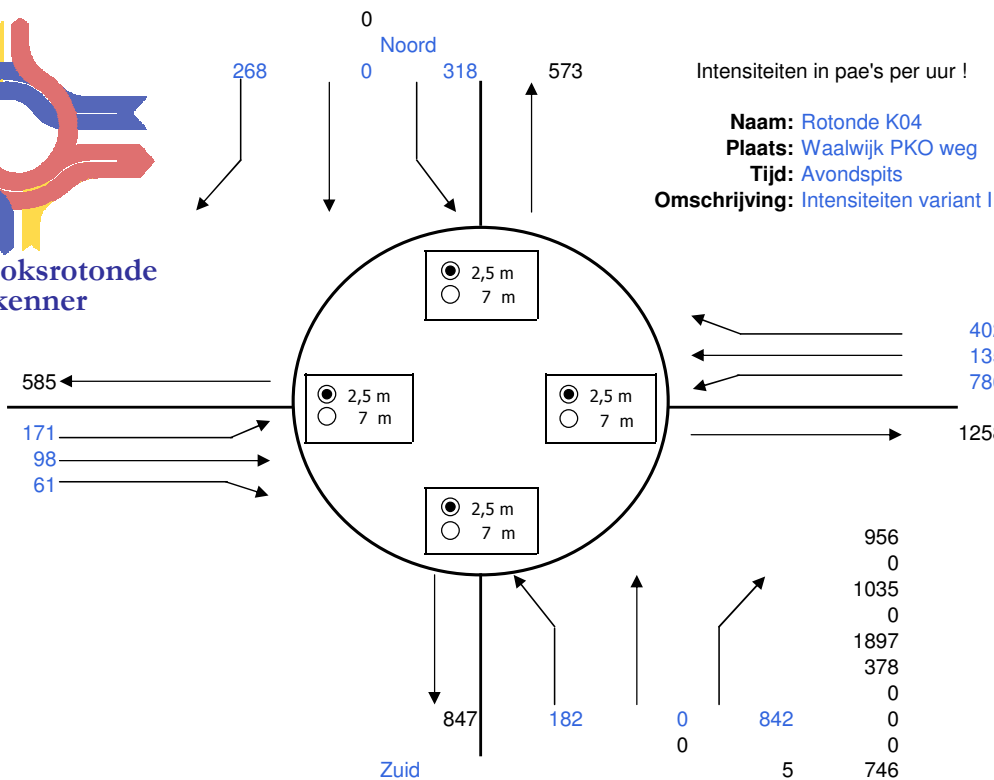 0
Noord
268 0 318 573
Intensiteiten in pae's per uur !
Naam: Rotonde K04
Plaats: Waalwijk PKO weg
Tijd: Avondspits
Omschrijving: Intensiteiten variant I
2,5 m
7 m
585
2,5 m
7 m
2,5 m
7 m
171
98
61
2,5 m
7 m
956
0
1035
0
1897
378
0
847 182 0 842 0
0 0
Zuid 5 746